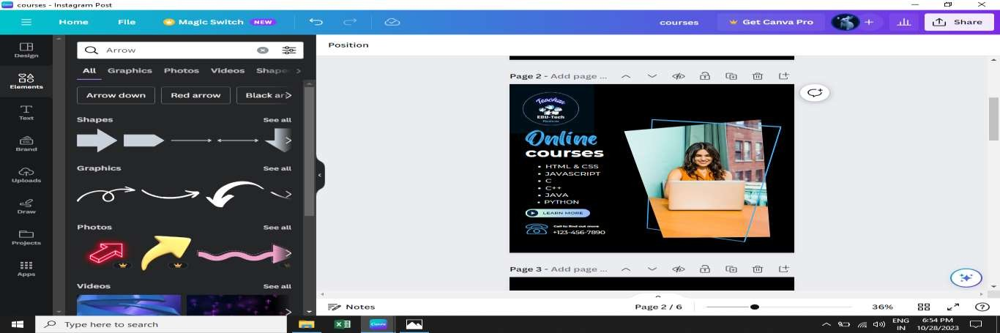 courses - Instagram Post
Home File Magic Switch NEW courses Get Canva Pro Share
Design
Elements
Text
Brand
Uploads
Draw
Projects
Apps
Arrow
All Graphics Photos Videos Shape
Arrow down Red arrow Black ar
Shapes See all
Graphics See all
Photos See all
Videos See all
Position
Page 2 - Add page ...
Teachzz
EDU-Tech
Online
courses
HTML & CSS
JAVASCRIPT
C
C++
JAVA
PYTHON
LEARN MORE
Call to find out more
+123-456-7890
Page 3 - Add page ...
Notes Page 2 / 6 36%
Type here to search
Canva
ENG
IN
6:54 PM
10/28/2023